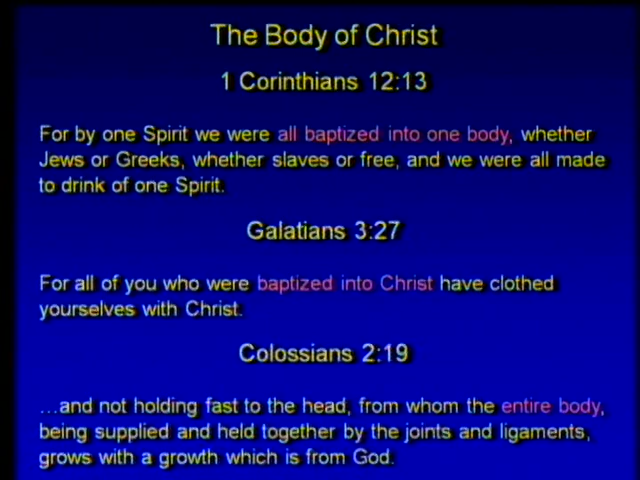 The Body of Christ
1 Corinthians 12:13
For by one Spirit we were all baptized into one body, whether
Jews or Greeks, whether slaves or free, and we were all made
to drink of one Spirit.
Galatians 3:27
For all of you who were baptized into Christ have clothed
yourselves with Christ.
Colossians 2:19
…and not holding fast to the head, from whom the entire body,
being supplied and held together by the joints and ligaments,
grows with a growth which is from God.